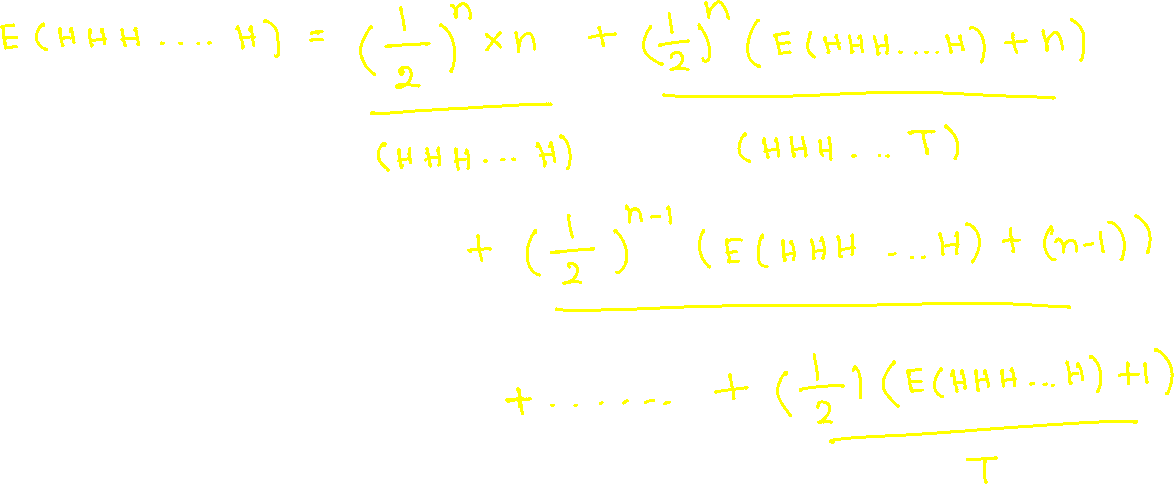 E(HHH .... H) = (1/2)^n × n + (1/2)^n (E(HHH....H) + n)
(HHH... H) (HHH... T)
+ (1/2)^(n-1) (E(HHH ...H) + (n-1))
+ ....... + (1/2) (E(HHH...H) + 1)
T